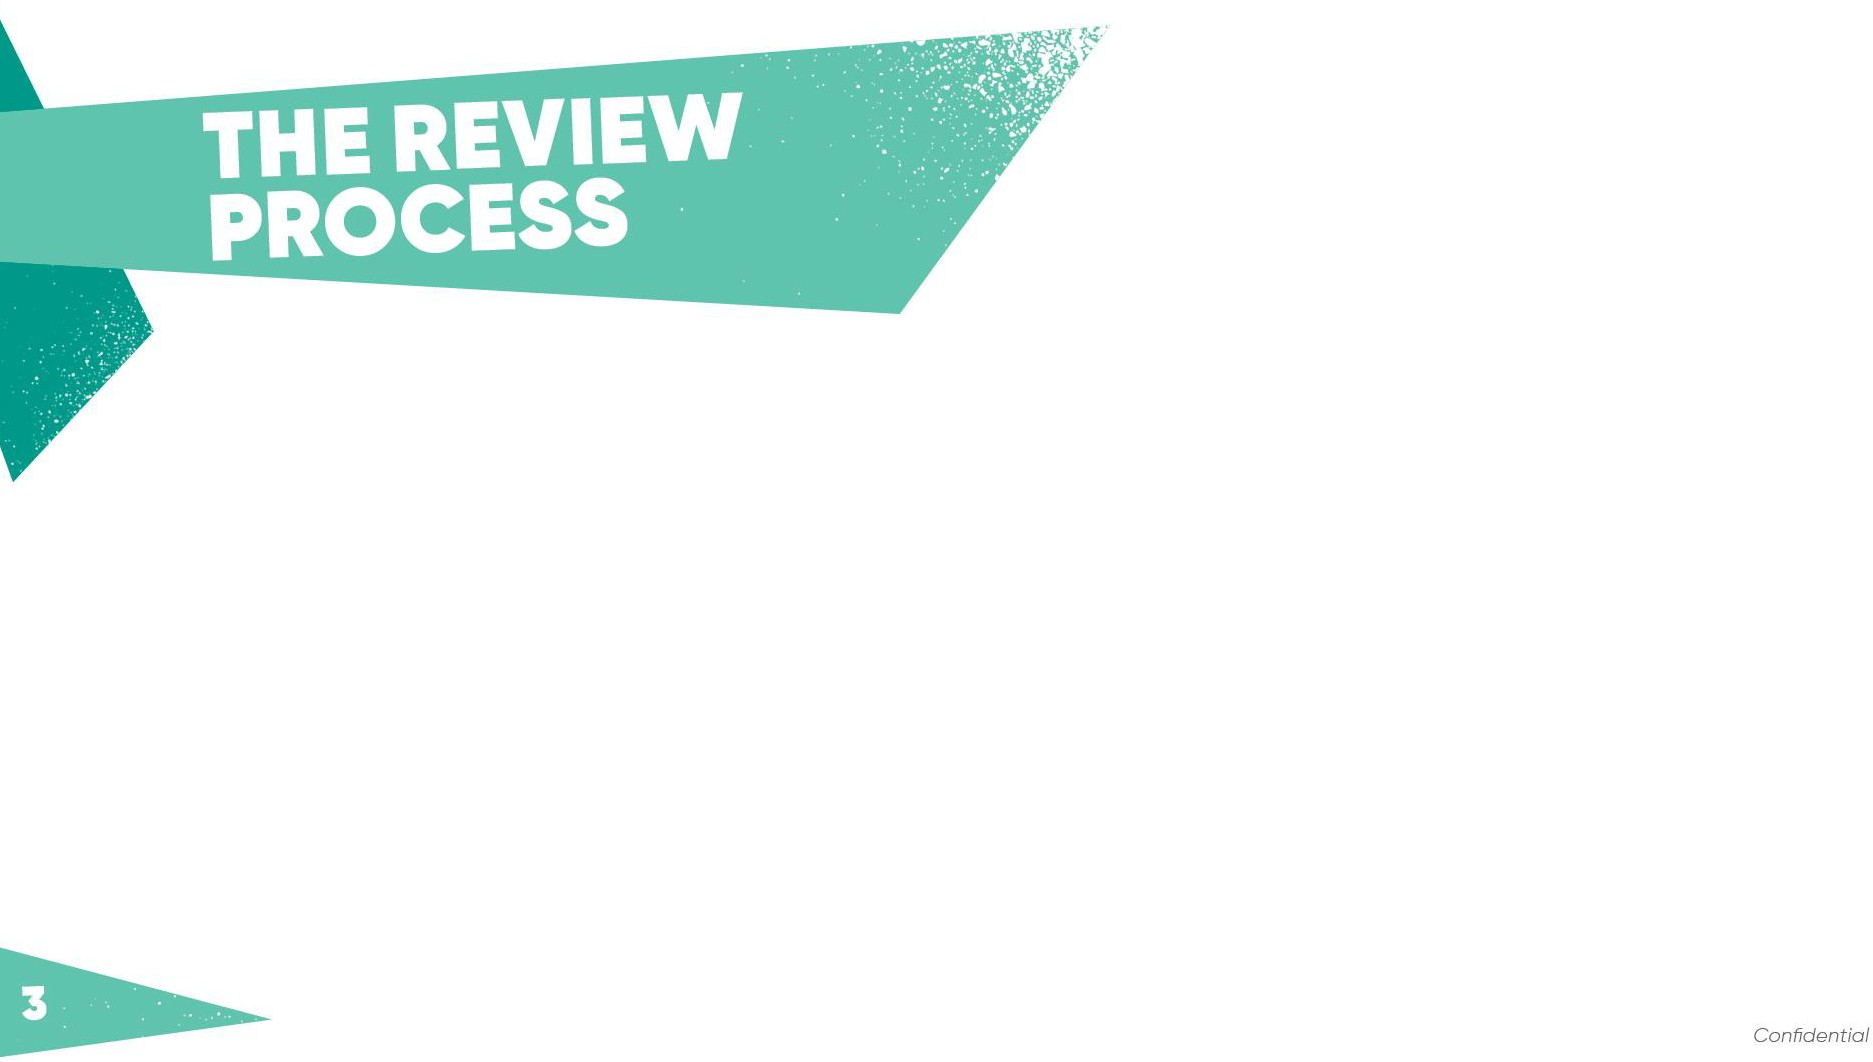 THE REVIEW
PROCESS
3
Confidential